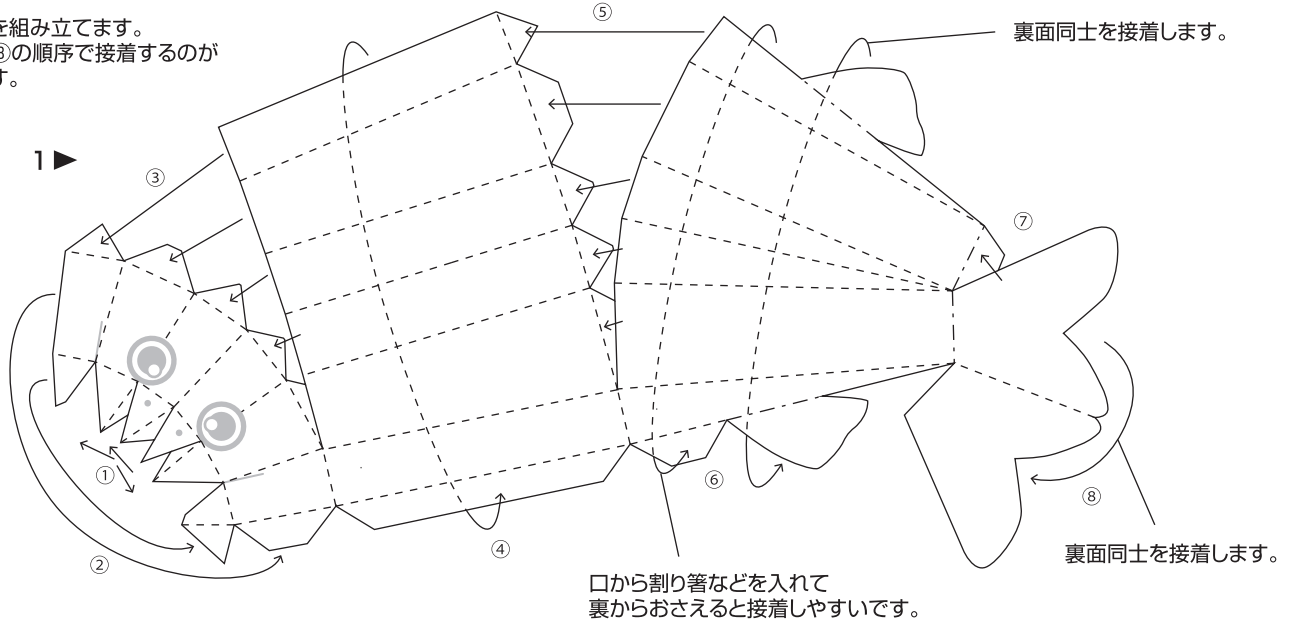 を組み立てます。
⑧の順序で接着するのが
す。
1
⑤
裏面同士を接着します。
③
⑦
①
②
④
⑥
⑧
裏面同士を接着します。
口から割り箸などを入れて
裏からおさえると接着しやすいです。